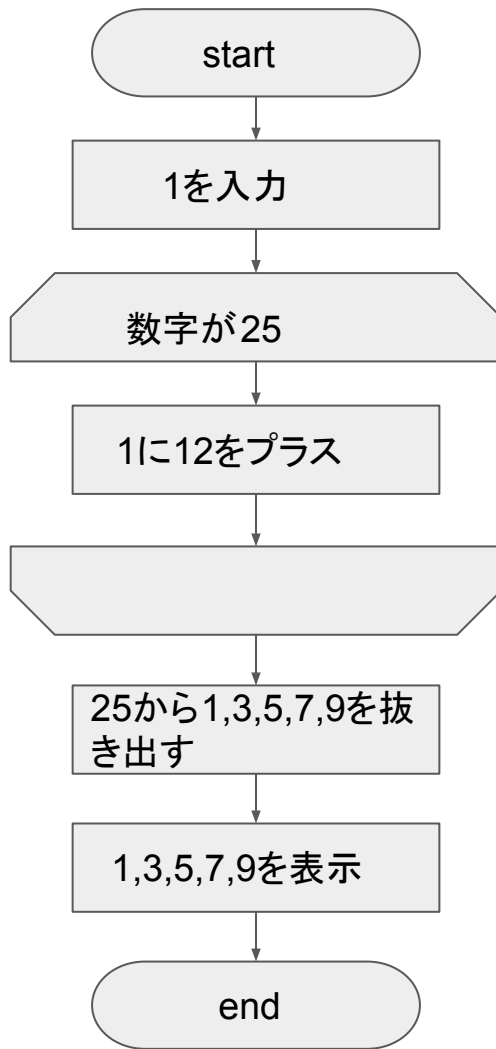 start
1を入力
数字が25
1に12をプラス
25から1,3,5,7,9を抜
き出す
1,3,5,7,9を表示
end